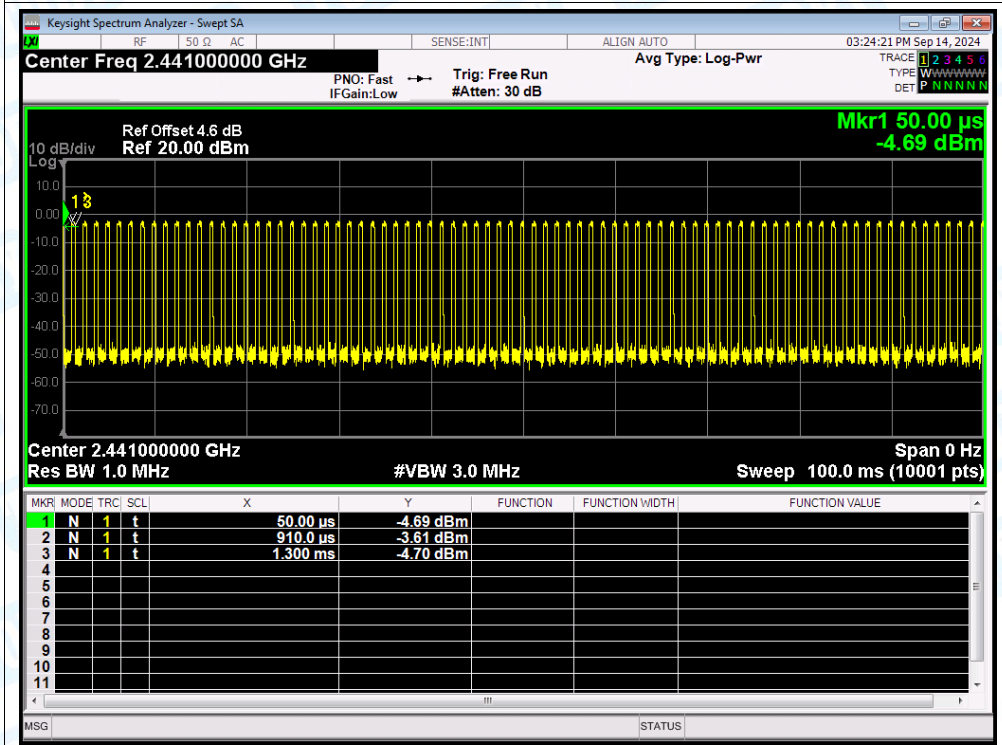 Keysight Spectrum Analyzer - Swept SA
LXI RF 50 Ω AC SENSE:INT ALIGN AUTO 03:24:21 PM Sep 14, 2024
Center Freq 2.441000000 GHz Avg Type: Log-Pwr TRACE 1 2 3 4 5 6
PNO: Fast Trig: Free Run TYPE WWWWWW
IFGain:Low #Atten: 30 dB DET P N N N N N
Mkr1 50.00 µs
Ref Offset 4.6 dB
10 dB/div Ref 20.00 dBm -4.69 dBm
Log
10.0
1 3
0.00
-10.0
-20.0
-30.0
-40.0
-50.0
-60.0
-70.0
Center 2.441000000 GHz Span 0 Hz
Res BW 1.0 MHz #VBW 3.0 MHz Sweep 100.0 ms (10001 pts)
MKR MODE TRC SCL X Y FUNCTION FUNCTION WIDTH FUNCTION VALUE
1 N 1 t 50.00 µs -4.69 dBm
2 N 1 t 910.0 µs -3.61 dBm
3 N 1 t 1.300 ms -4.70 dBm
4
5
6
7
8
9
10
11
MSG STATUS